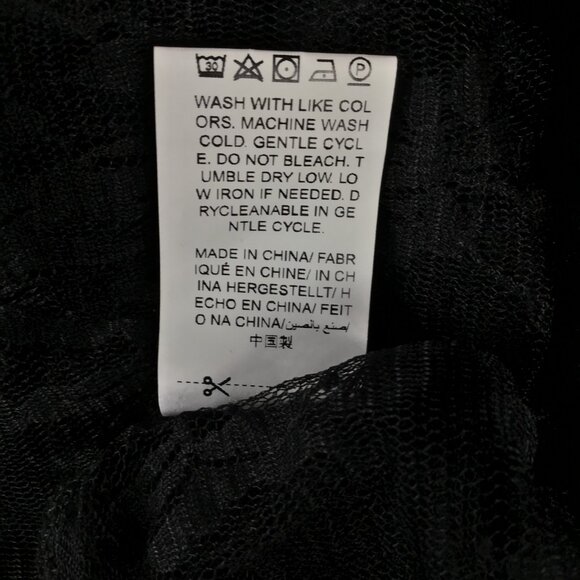 30 P
WASH WITH LIKE COL
ORS. MACHINE WASH
COLD. GENTLE CYCL
E. DO NOT BLEACH. T
UMBLE DRY LOW. LO
W IRON IF NEEDED. D
RYCLEANABLE IN GE
NTLE CYCLE.
MADE IN CHINA/ FABR
IQUÉ EN CHINE/ IN CH
INA HERGESTELLT/ H
ECHO EN CHINA/ FEIT
O NA CHINA/صنع بالصين/
中国製